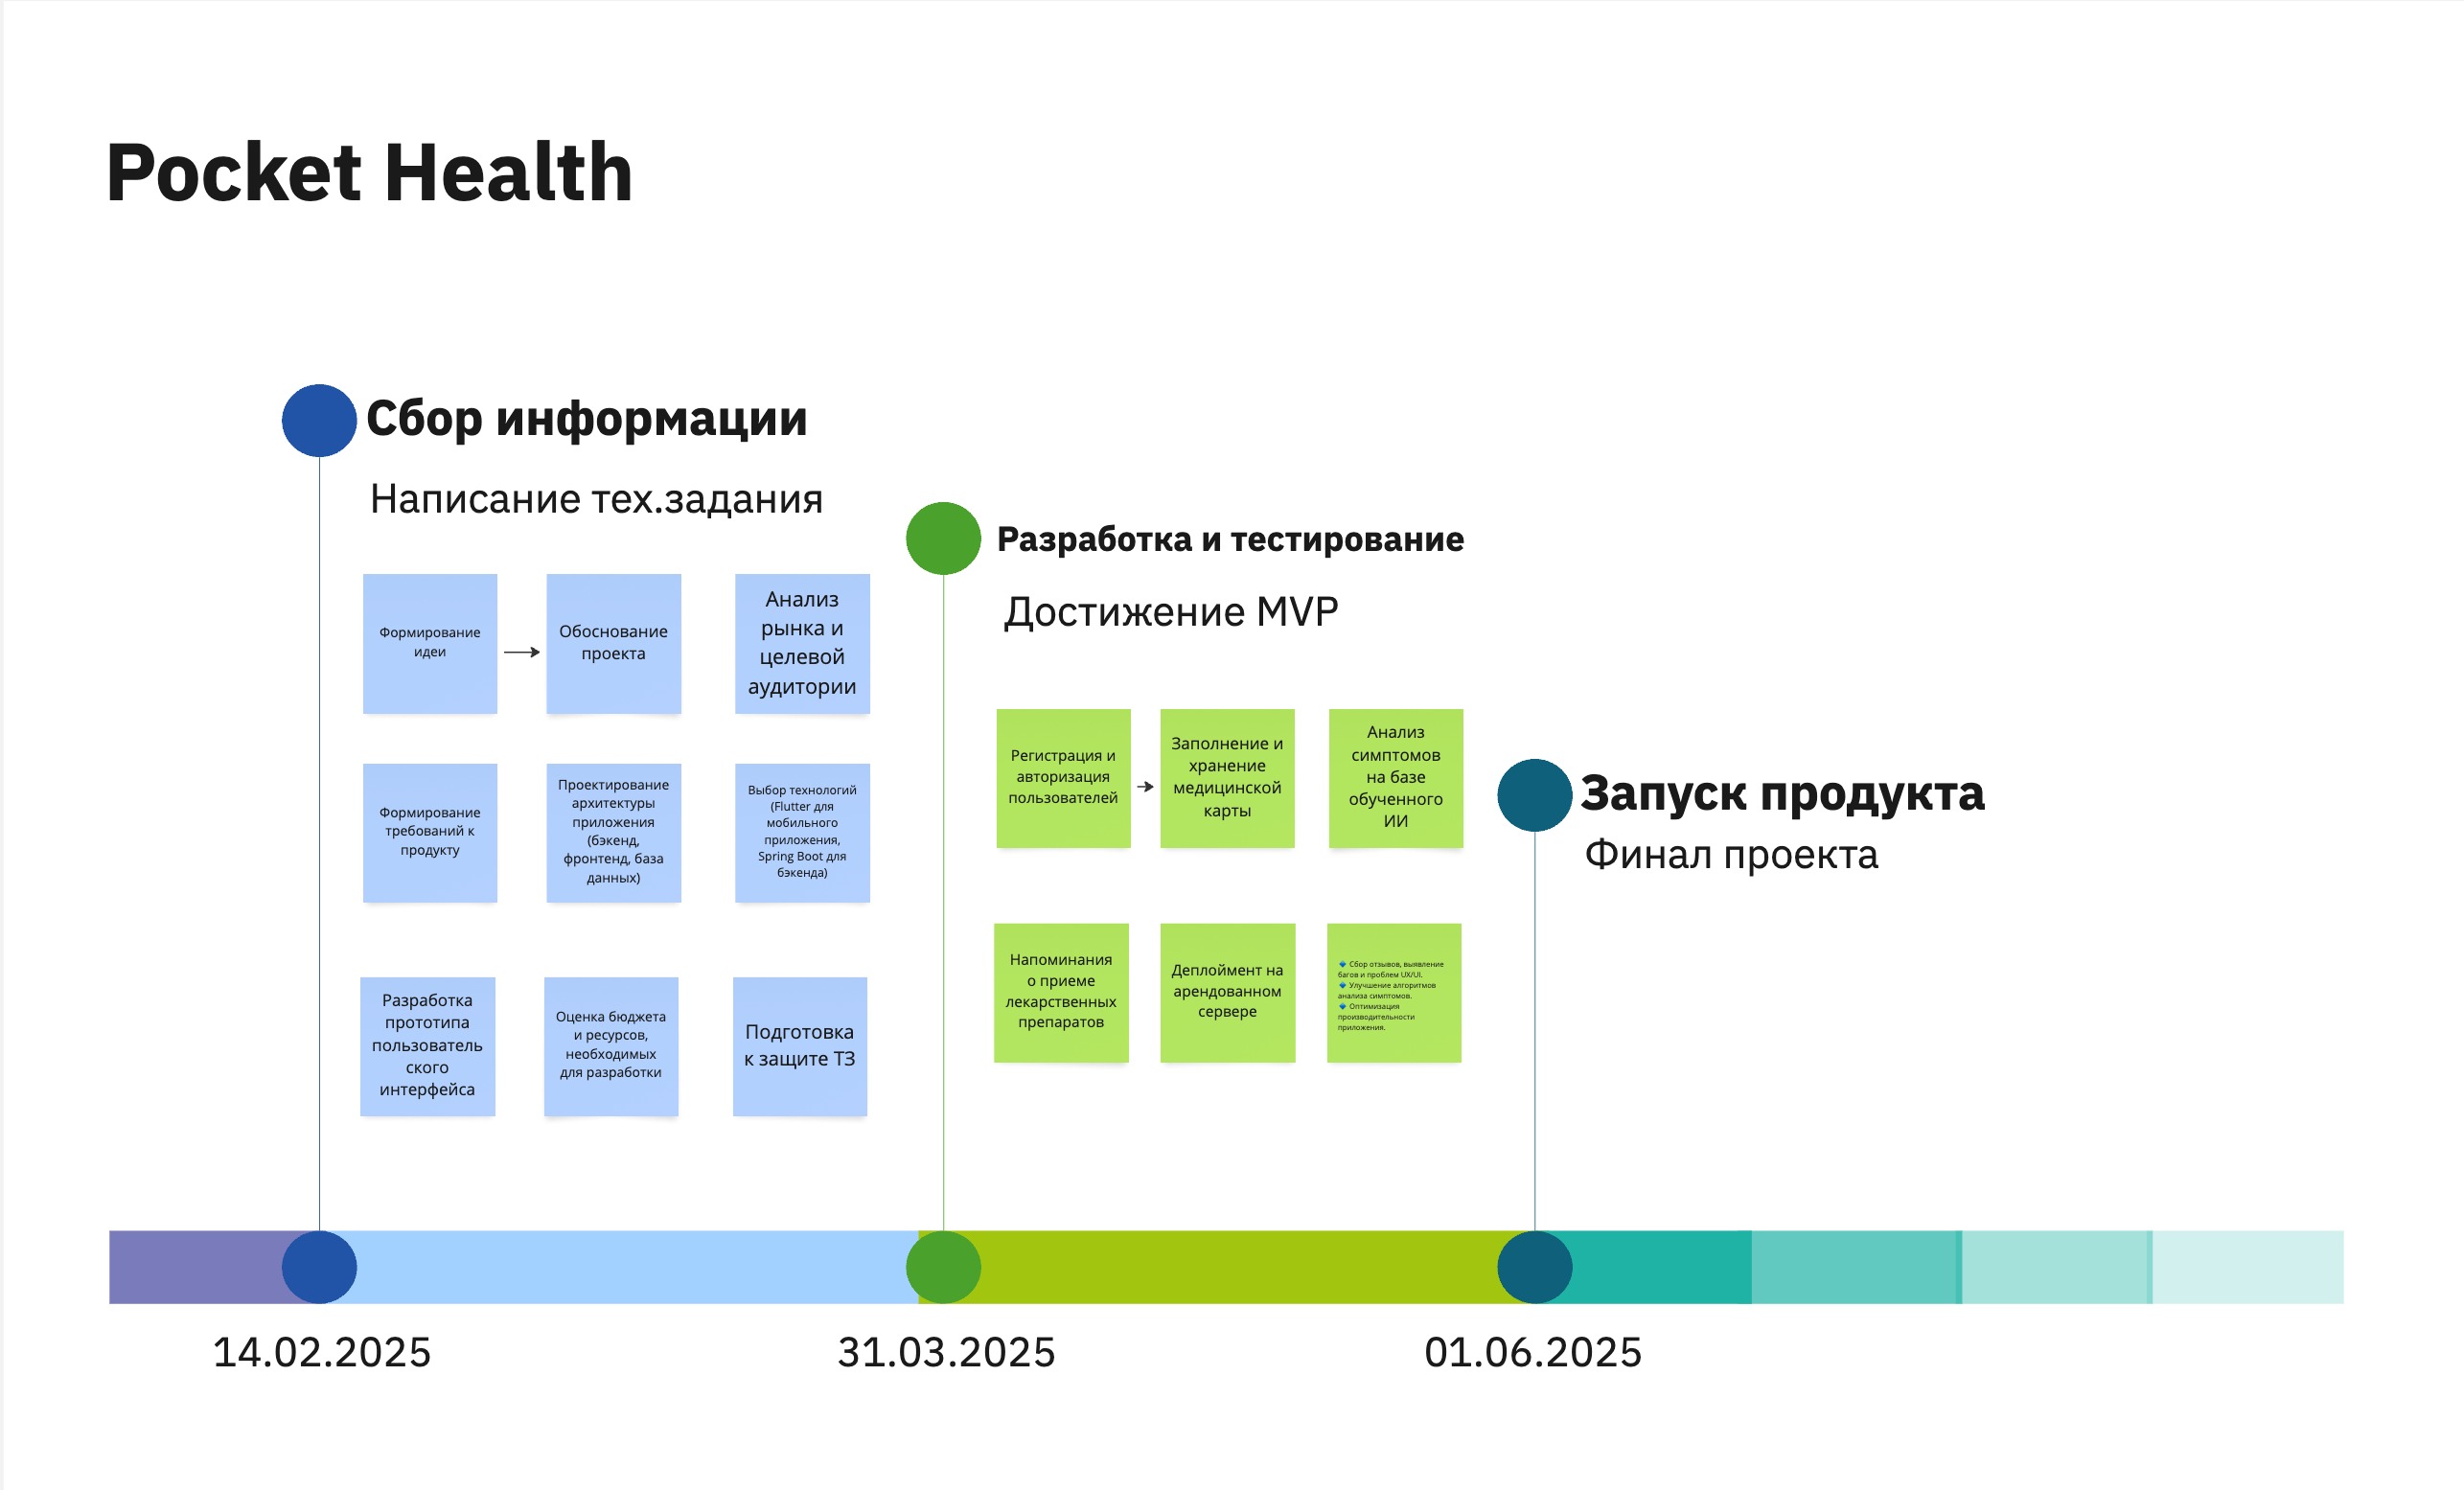 Pocket Health
Сбор информации
Написание тех.задания
Формирование
идеи
Обоснование
проекта
Анализ
рынка и
целевой
аудитории
Формирование
требований к
продукту
Проектирование
архитектуры
приложения
(бэкенд,
фронтенд, база
данных)
Выбор технологий
(Flutter для
мобильного
приложения,
Spring Boot для
бэкенда)
Разработка
прототипа
пользователь
ского
интерфейса
Оценка бюджета
и ресурсов,
необходимых
для разработки
Подготовка
к защите ТЗ
Разработка и тестирование
Достижение MVP
Регистрация и
авторизация
пользователей
Заполнение и
хранение
медицинской
карты
Анализ
симптомов
на базе
обученного
ИИ
Напоминания
о приеме
лекарственных
препаратов
Деплоймент на
арендованном
сервере
🔹 Сбор отзывов, выявление
багов и проблем UX/UI.
🔹 Улучшение алгоритмов
анализа симптомов.
🔹 Оптимизация
производительности
приложения.
Запуск продукта
Финал проекта
14.02.2025
31.03.2025
01.06.2025